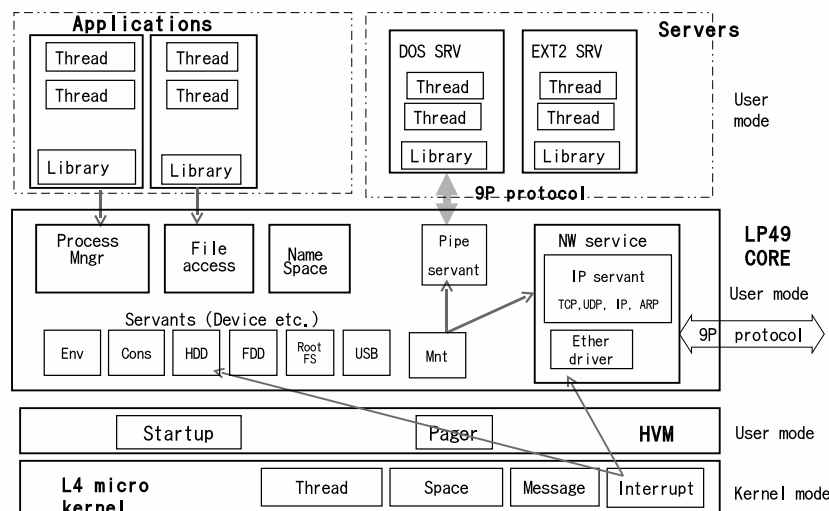 Applications
Servers
Thread
Thread
DOS SRV
EXT2 SRV
Thread
Thread
Thread
Thread
Thread
Thread
User
mode
Library
Library
Library
Library
9P protocol
Process
Mngr
File
access
Name
Space
Pipe
servant
NW service
LP49
CORE
IP servant
TCP,UDP, IP, ARP
User mode
Servants (Device etc.)
Env
Cons
HDD
FDD
Root
FS
USB
Mnt
Ether
driver
9P protocol
Startup
Pager
HVM
User mode
L4 micro
kernel
Thread
Space
Message
Interrupt
Kernel mode